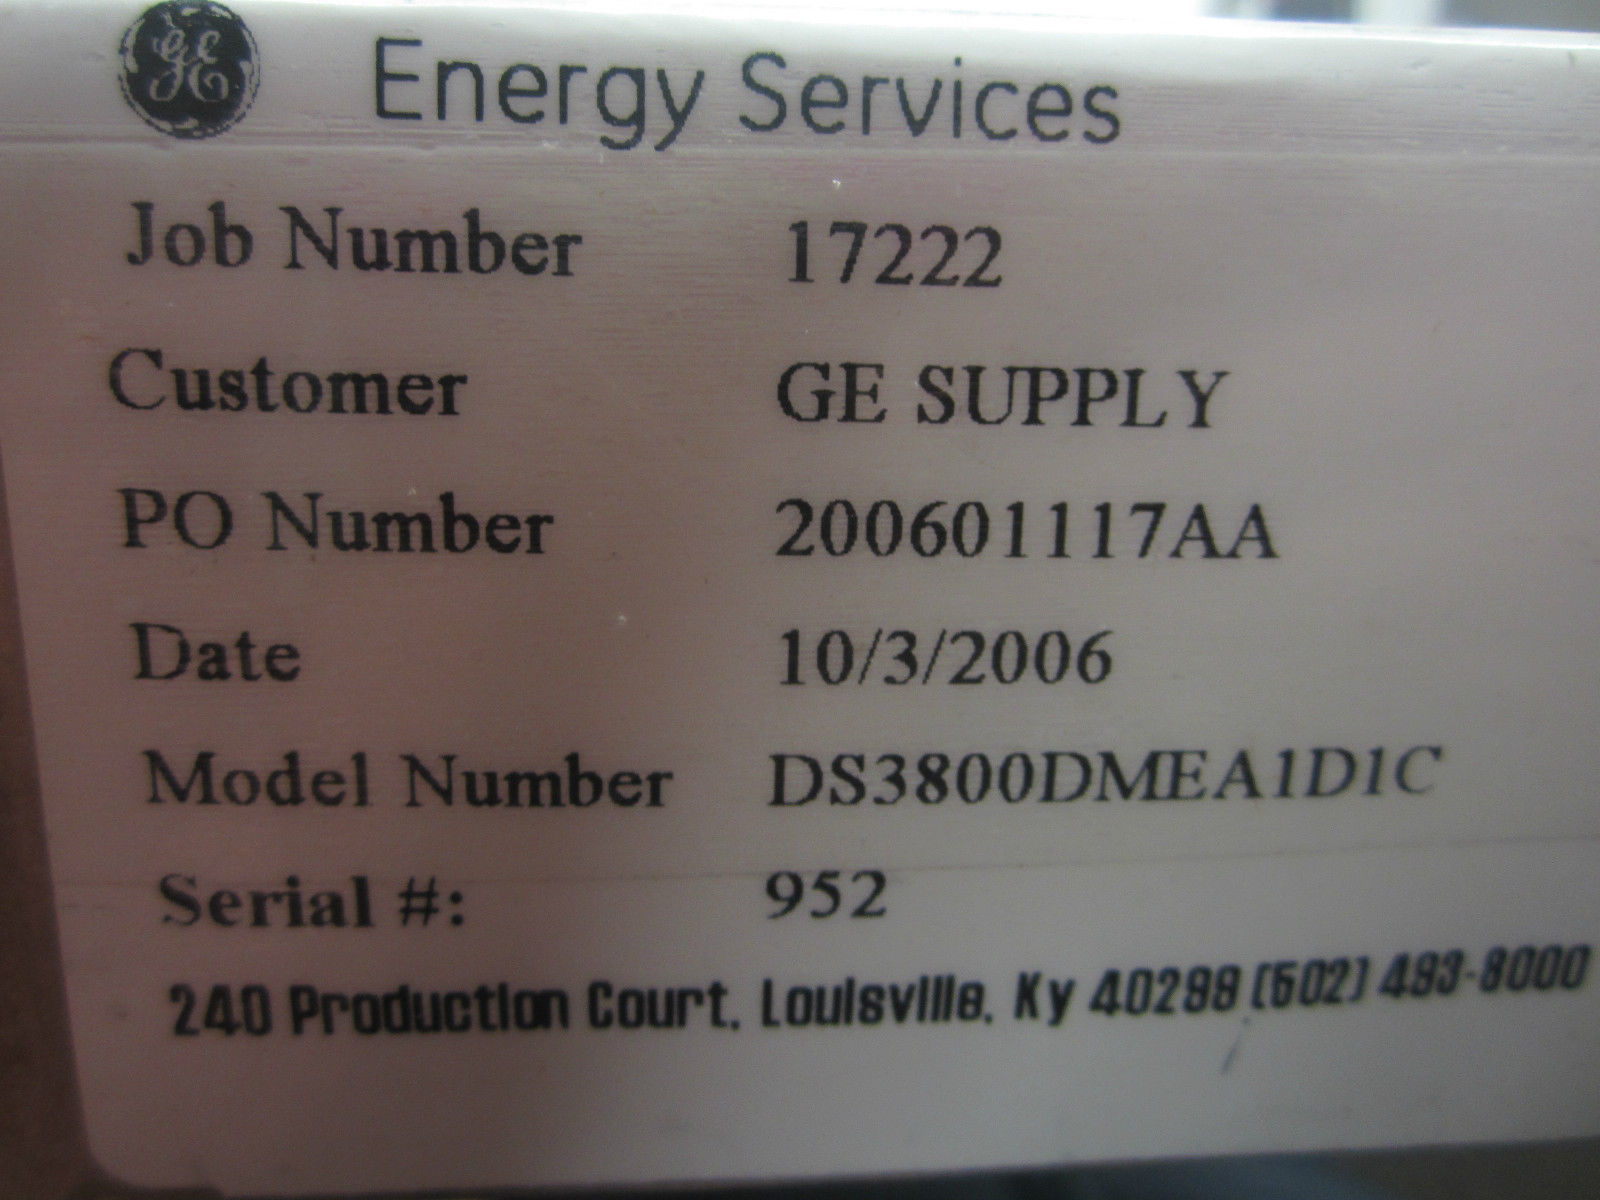 GE Energy Services
Job Number 17222
Customer GE SUPPLY
PO Number 200601117AA
Date 10/3/2006
Model Number DS3800DMEA1D1C
Serial #: 952
240 Production Court, Louisville, Ky 40299 (502) 493-8000